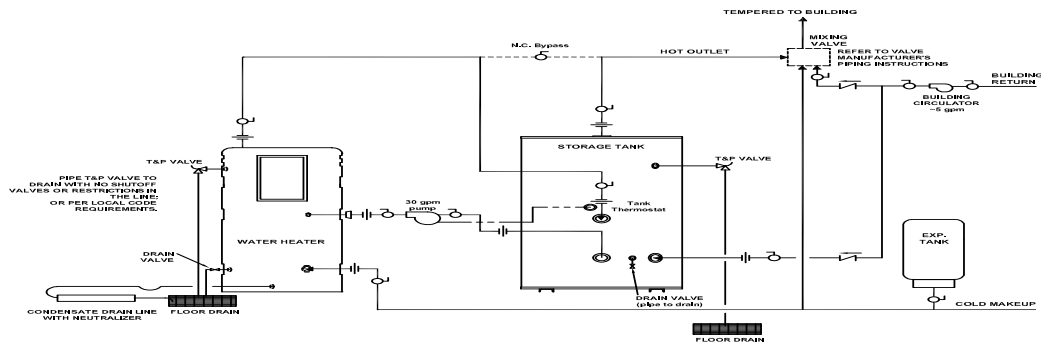 TEMPERED TO BUILDING
N.C. Bypass
HOT OUTLET
MIXING
VALVE
REFER TO VALVE
MANUFACTURER'S
PIPING INSTRUCTIONS
BUILDING
RETURN
BUILDING
CIRCULATOR
~5 gpm
T&P VALVE
STORAGE TANK
T&P VALVE
PIPE T&P VALVE TO
DRAIN WITH NO SHUTOFF
VALVES OR RESTRICTIONS IN
THE LINE;
OR PER LOCAL CODE
REQUIREMENTS.
30 gpm
pump
Tank
Thermostat
WATER HEATER
EXP.
TANK
DRAIN
VALVE
DRAIN VALVE
(pipe to drain)
COLD MAKEUP
CONDENSATE DRAIN LINE
WITH NEUTRALIZER
FLOOR DRAIN
FLOOR DRAIN